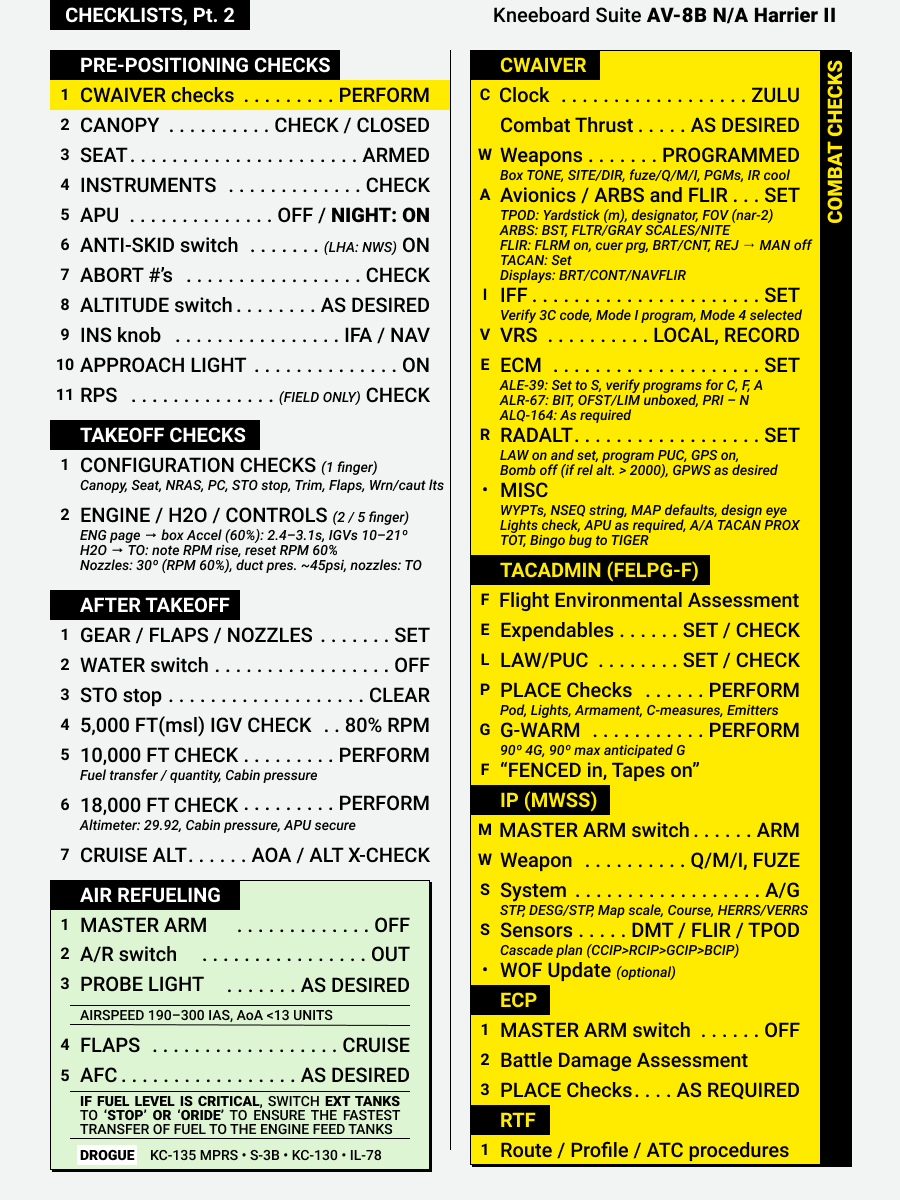 CHECKLISTS, Pt. 2
Kneeboard Suite AV-8B N/A Harrier II
PRE-POSITIONING CHECKS
1 CWAIVER checks . . . . . . . . . PERFORM
2 CANOPY . . . . . . . . . . CHECK / CLOSED
3 SEAT. . . . . . . . . . . . . . . . . . . . . . ARMED
4 INSTRUMENTS . . . . . . . . . . . . . CHECK
5 APU . . . . . . . . . . . . . . OFF / NIGHT: ON
6 ANTI-SKID switch . . . . . . . (LHA: NWS) ON
7 ABORT #'s . . . . . . . . . . . . . . . . . CHECK
8 ALTITUDE switch . . . . . . . . AS DESIRED
9 INS knob . . . . . . . . . . . . . . . . IFA / NAV
10 APPROACH LIGHT . . . . . . . . . . . . . . ON
11 RPS . . . . . . . . . . . . . . (FIELD ONLY) CHECK
TAKEOFF CHECKS
1 CONFIGURATION CHECKS (1 finger)
Canopy, Seat, NRAS, PC, STO stop, Trim, Flaps, Wrn/caut lts
2 ENGINE / H2O / CONTROLS (2 / 5 finger)
ENG page → box Accel (60%): 2.4–3.1s, IGVs 10–21º
H2O → TO: note RPM rise, reset RPM 60%
Nozzles: 30º (RPM 60%), duct pres. ~45psi, nozzles: TO
AFTER TAKEOFF
1 GEAR / FLAPS / NOZZLES . . . . . . . SET
2 WATER switch . . . . . . . . . . . . . . . . . OFF
3 STO stop . . . . . . . . . . . . . . . . . . . CLEAR
4 5,000 FT(msl) IGV CHECK . . 80% RPM
5 10,000 FT CHECK . . . . . . . . . PERFORM
Fuel transfer / quantity, Cabin pressure
6 18,000 FT CHECK . . . . . . . . . PERFORM
Altimeter: 29.92, Cabin pressure, APU secure
7 CRUISE ALT. . . . . . AOA / ALT X-CHECK
AIR REFUELING
1 MASTER ARM . . . . . . . . . . . . . OFF
2 A/R switch . . . . . . . . . . . . . . . . OUT
3 PROBE LIGHT . . . . . . . AS DESIRED
AIRSPEED 190–300 IAS, AoA <13 UNITS
4 FLAPS . . . . . . . . . . . . . . . . . . CRUISE
5 AFC . . . . . . . . . . . . . . . . . AS DESIRED
IF FUEL LEVEL IS CRITICAL, SWITCH EXT TANKS
TO 'STOP' OR 'ORIDE' TO ENSURE THE FASTEST
TRANSFER OF FUEL TO THE ENGINE FEED TANKS
DROGUE KC-135 MPRS • S-3B • KC-130 • IL-78
COMBAT CHECKS
CWAIVER
C Clock . . . . . . . . . . . . . . . . . . ZULU
Combat Thrust . . . . . AS DESIRED
W Weapons . . . . . . . PROGRAMMED
Box TONE, SITE/DIR, fuze/Q/M/I, PGMs, IR cool
A Avionics / ARBS and FLIR . . . SET
TPOD: Yardstick (m), designator, FOV (nar-2)
ARBS: BST, FLTR/GRAY SCALES/NITE
FLIR: FLRM on, cuer prg, BRT/CNT, REJ → MAN off
TACAN: Set
Displays: BRT/CONT/NAVFLIR
I IFF . . . . . . . . . . . . . . . . . . . . . . . SET
Verify 3C code, Mode I program, Mode 4 selected
V VRS . . . . . . . . . . LOCAL, RECORD
E ECM . . . . . . . . . . . . . . . . . . . . SET
ALE-39: Set to S, verify programs for C, F, A
ALR-67: BIT, OFST/LIM unboxed, PRI – N
ALQ-164: As required
R RADALT. . . . . . . . . . . . . . . . . . . SET
LAW on and set, program PUC, GPS on,
Bomb off (if rel alt. > 2000), GPWS as desired
• MISC
WYPTs, NSEQ string, MAP defaults, design eye
Lights check, APU as required, A/A TACAN PROX
TOT, Bingo bug to TIGER
TACADMIN (FELPG-F)
F Flight Environmental Assessment
E Expendables . . . . . . SET / CHECK
L LAW/PUC . . . . . . . . SET / CHECK
P PLACE Checks . . . . . . PERFORM
Pod, Lights, Armament, C-measures, Emitters
G G-WARM . . . . . . . . . . . PERFORM
90º 4G, 90º max anticipated G
F “FENCED in, Tapes on”
IP (MWSS)
M MASTER ARM switch . . . . . . ARM
W Weapon . . . . . . . . . . Q/M/I, FUZE
S System . . . . . . . . . . . . . . . . . . A/G
STP, DESG/STP, Map scale, Course, HERRS/VERRS
S Sensors . . . . . DMT / FLIR / TPOD
Cascade plan (CCIP>RCIP>GCIP>BCIP)
• WOF Update (optional)
ECP
1 MASTER ARM switch . . . . . . OFF
2 Battle Damage Assessment
3 PLACE Checks. . . . AS REQUIRED
RTF
1 Route / Profile / ATC procedures